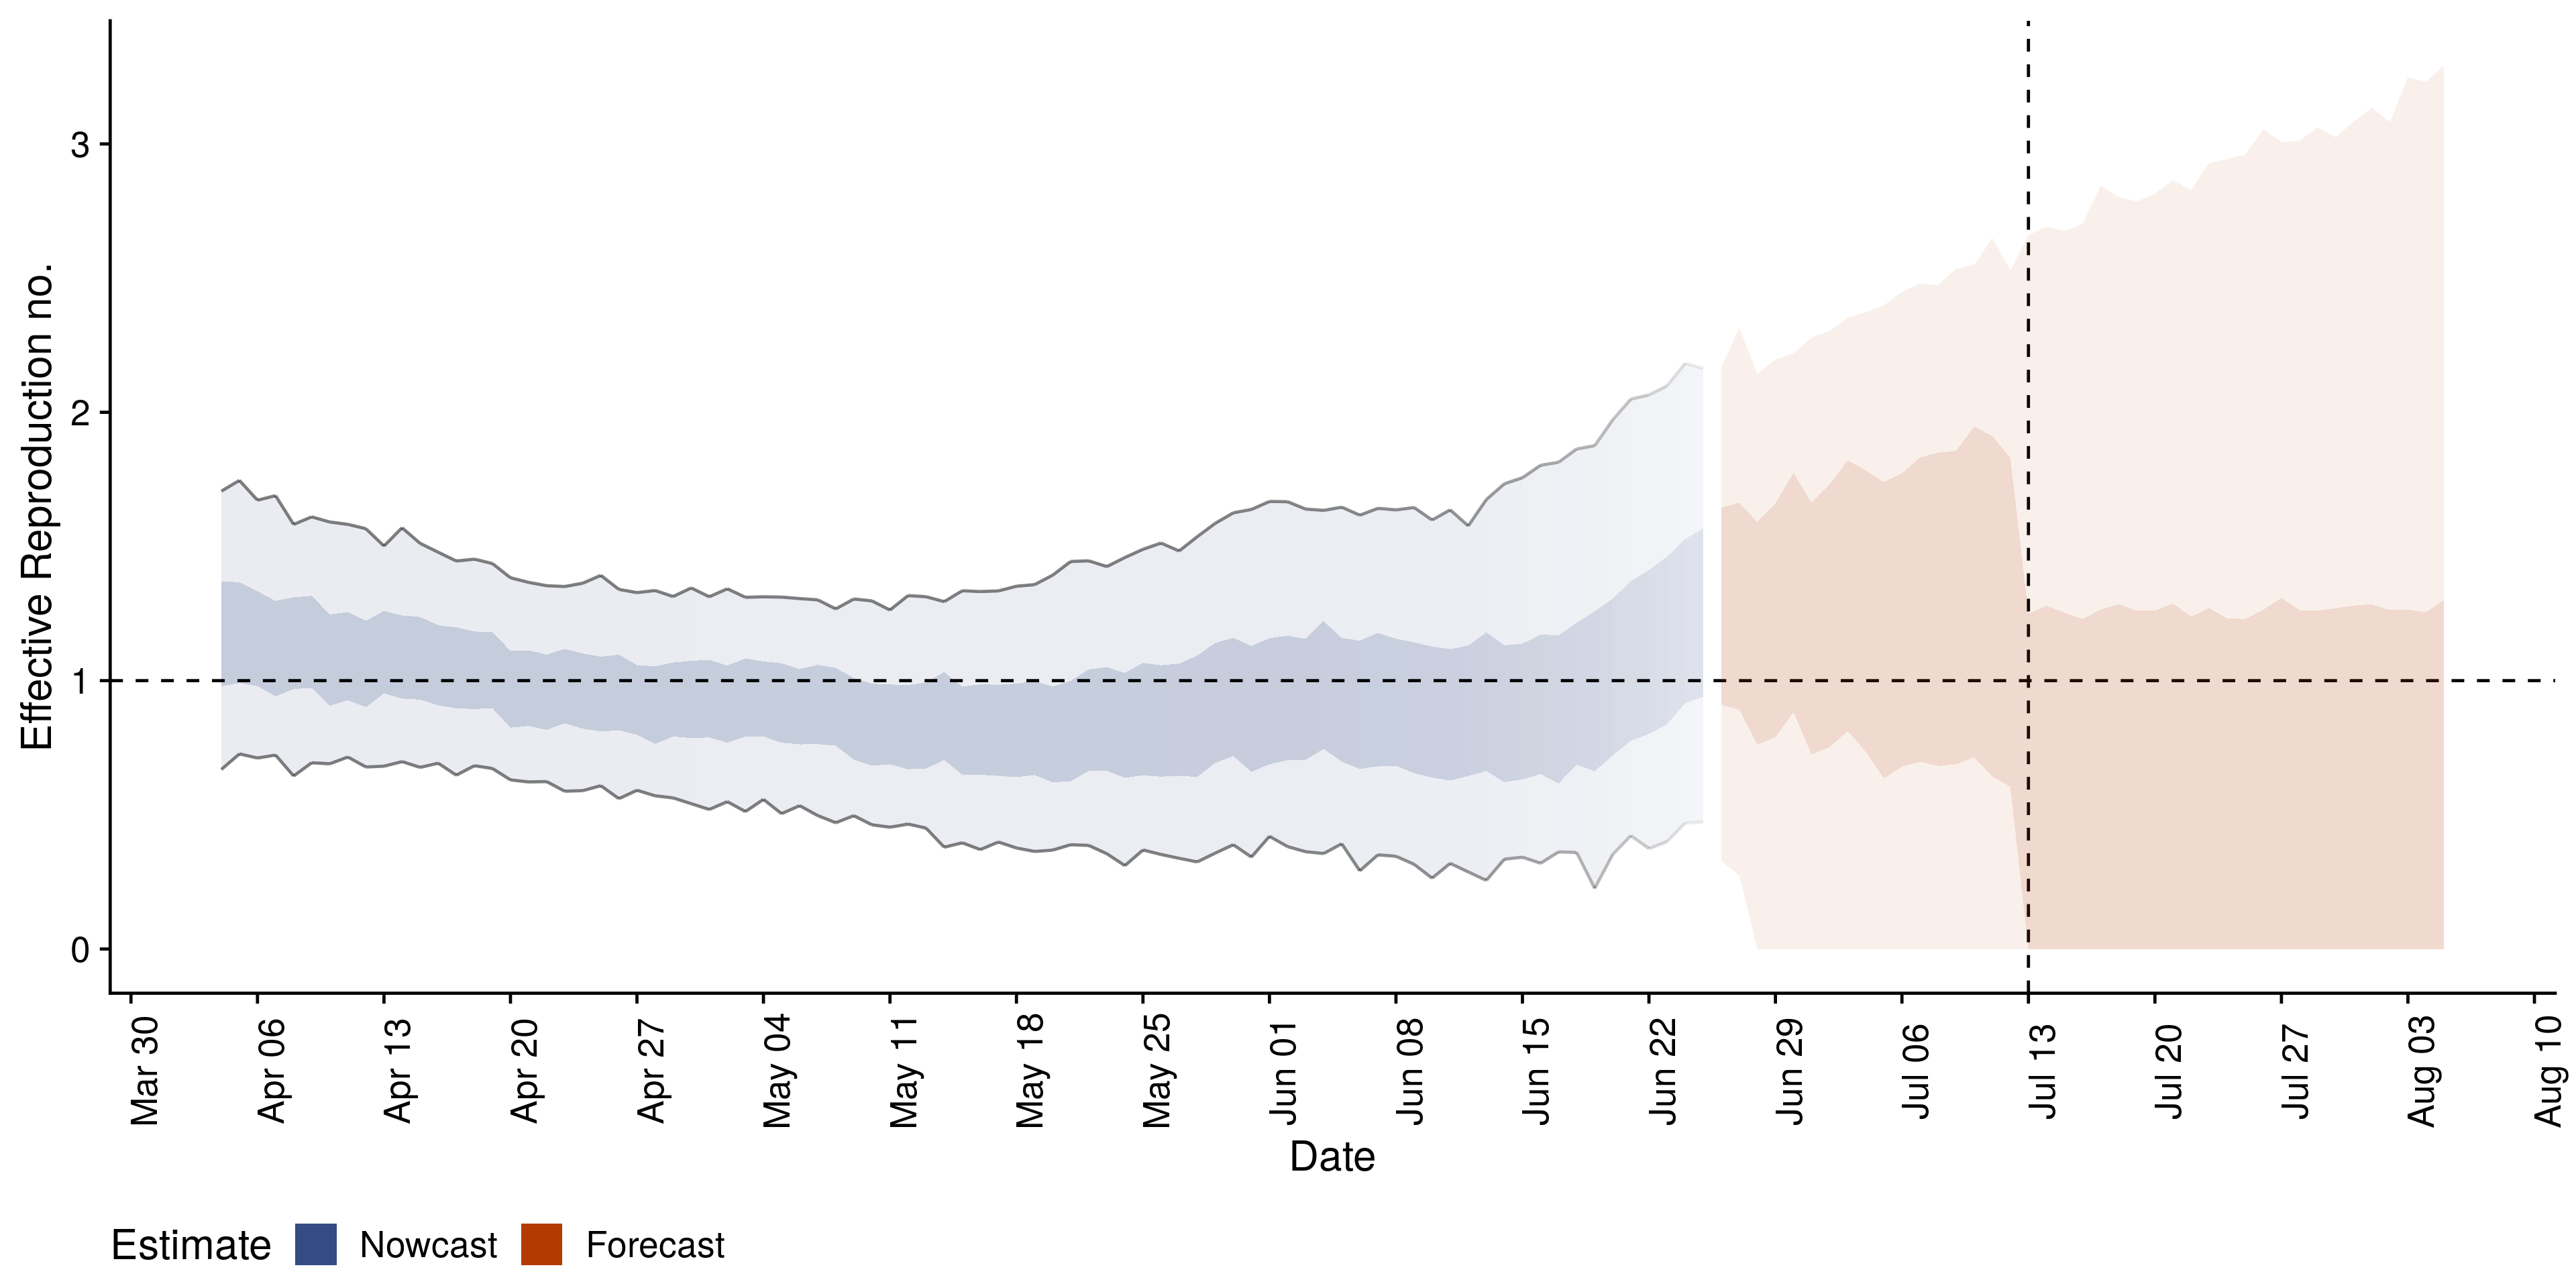 Effective Reproduction no.
3
2
1
0
Mar 30
Apr 06
Apr 13
Apr 20
Apr 27
May 04
May 11
May 18
May 25
Jun 01
Jun 08
Jun 15
Jun 22
Jun 29
Jul 06
Jul 13
Jul 20
Jul 27
Aug 03
Aug 10
Date
Estimate Nowcast Forecast